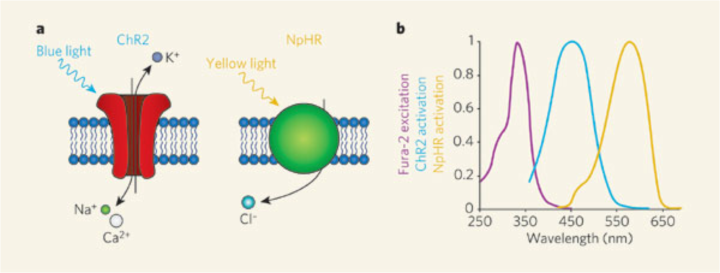 a
ChR2
Blue light
K+
NpHR
Yellow light
Na+
Ca2+
Cl-
b
Fura-2 excitation
ChR2 activation
NpHR activation
1
0.8
0.6
0.4
0.2
0
250
350
450
550
650
Wavelength (nm)